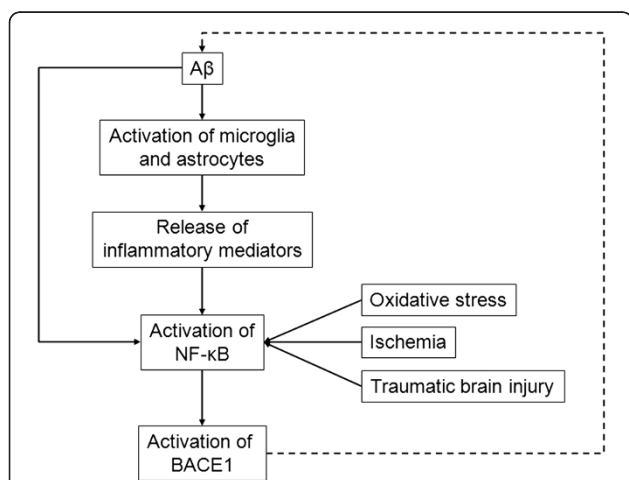 Aβ
Activation of microglia
and astrocytes
Release of
inflammatory mediators
Activation of
NF-κB
Oxidative stress
Ischemia
Traumatic brain injury
Activation of
BACE1